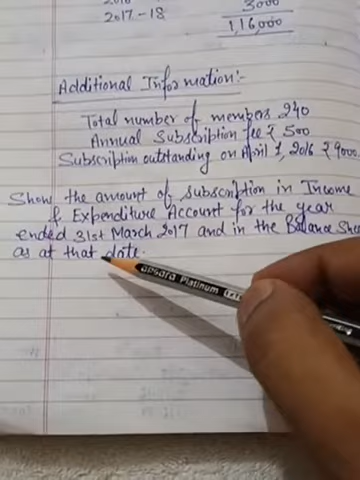 2017-18 3000
1,16,000
Additional Information:-
Total number of members 240
Annual Subscription fee ₹ 500
Subscription outstanding on April 1, 2016 ₹ 9000.
Show the amount of subscription in Income
& Expenditure Account for the year
ended 31st March 2017 and in the Balance Shee
as at that date.
apsara Platinum